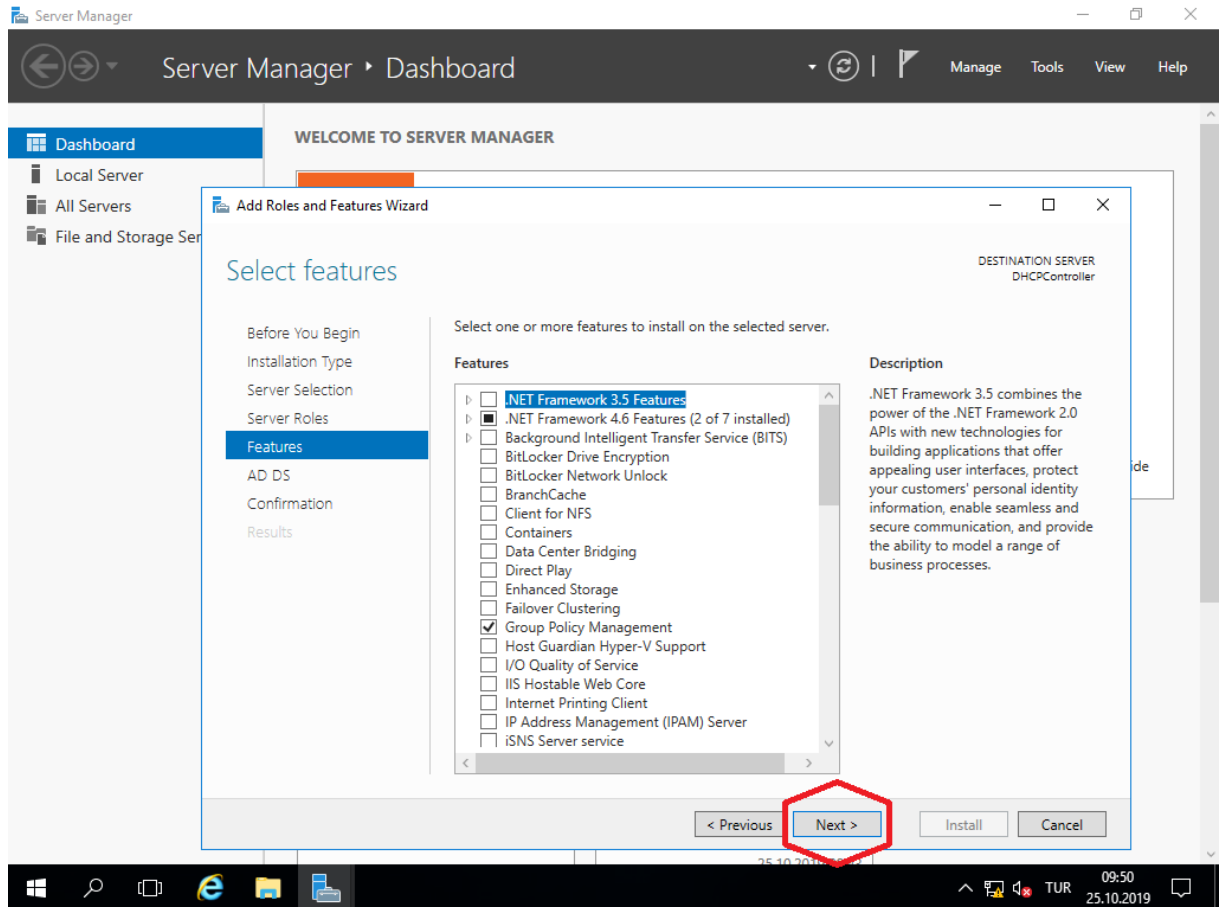 Server Manager
Server Manager • Dashboard
Manage Tools View Help
Dashboard
Local Server
All Servers
File and Storage Ser
WELCOME TO SERVER MANAGER
Add Roles and Features Wizard
Select features
DESTINATION SERVER
DHCPController
Before You Begin
Installation Type
Server Selection
Server Roles
Features
AD DS
Confirmation
Results
Select one or more features to install on the selected server.
Features
.NET Framework 3.5 Features
.NET Framework 4.6 Features (2 of 7 installed)
Background Intelligent Transfer Service (BITS)
BitLocker Drive Encryption
BitLocker Network Unlock
BranchCache
Client for NFS
Containers
Data Center Bridging
Direct Play
Enhanced Storage
Failover Clustering
Group Policy Management
Host Guardian Hyper-V Support
I/O Quality of Service
IIS Hostable Web Core
Internet Printing Client
IP Address Management (IPAM) Server
iSNS Server service
Description
.NET Framework 3.5 combines the
power of the .NET Framework 2.0
APIs with new technologies for
building applications that offer
appealing user interfaces, protect
your customers' personal identity
information, enable seamless and
secure communication, and provide
the ability to model a range of
business processes.
ide
< Previous
Next >
Install
Cancel
TUR
09:50
25.10.2019